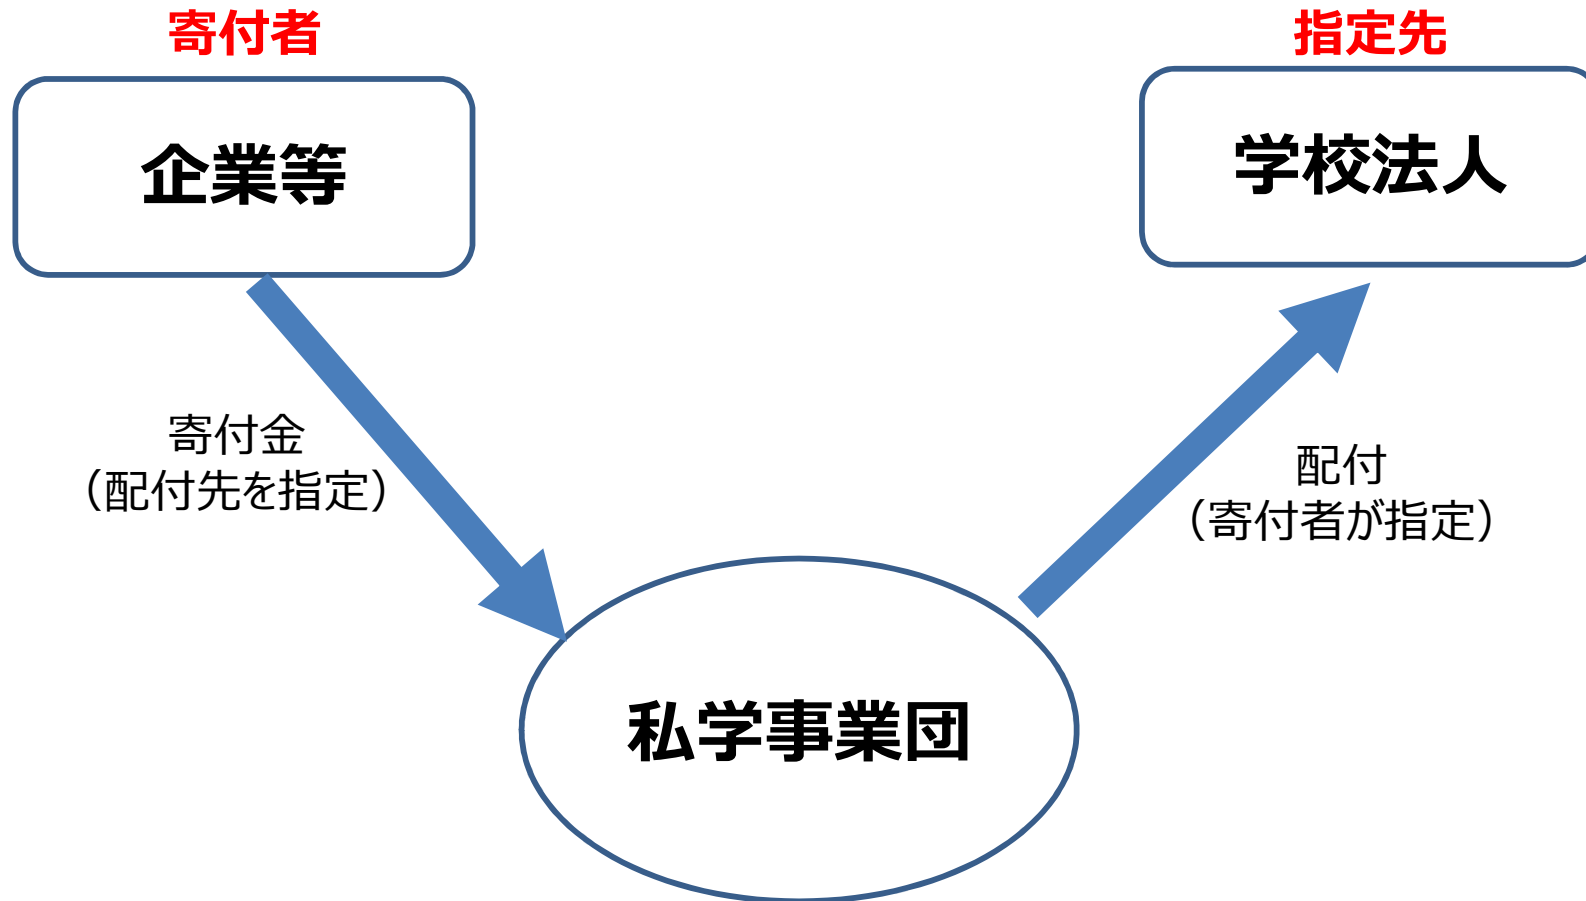 寄付者
指定先
企業等
学校法人
寄付金
（配付先を指定）
配付
（寄付者が指定）
私学事業団